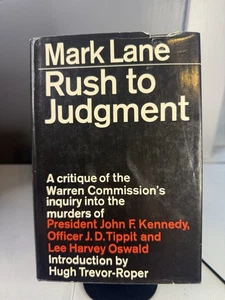 Mark Lane
Rush to
Judgment
A critique of the
Warren Commission's
inquiry into the
murders of
President John F. Kennedy,
Officer J. D. Tippit and
Lee Harvey Oswald
Introduction by
Hugh Trevor-Roper